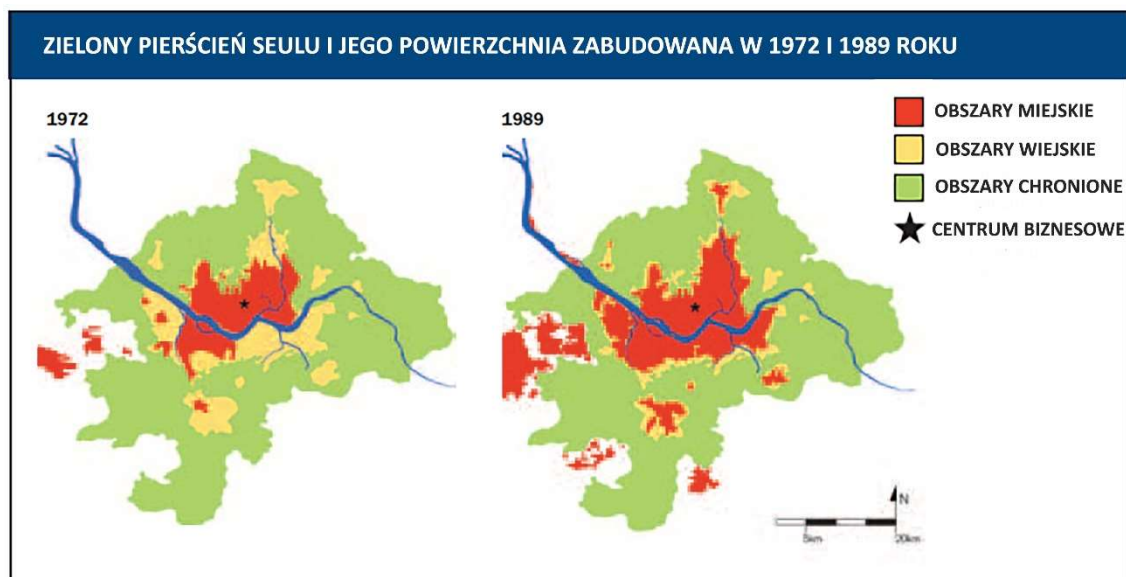 ZIELONY PIERŚCIEŃ SEULU I JEGO POWIERZCHNIA ZABUDOWANA W 1972 I 1989 ROKU
1972
1989
OBSZARY MIEJSKIE
OBSZARY WIEJSKIE
OBSZARY CHRONIONE
CENTRUM BIZNESOWE
N
5km
20km